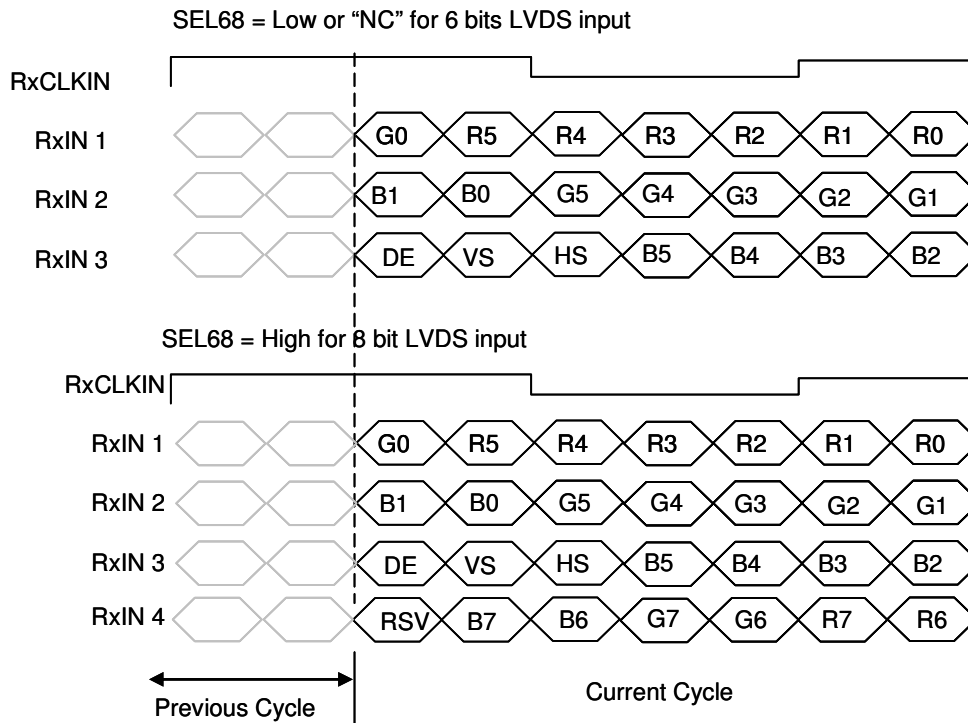 SEL68 = Low or “NC” for 6 bits LVDS input
RxCLKIN
RxIN 1 G0 R5 R4 R3 R2 R1 R0
RxIN 2 B1 B0 G5 G4 G3 G2 G1
RxIN 3 DE VS HS B5 B4 B3 B2
SEL68 = High for 8 bit LVDS input
RxCLKIN
RxIN 1 G0 R5 R4 R3 R2 R1 R0
RxIN 2 B1 B0 G5 G4 G3 G2 G1
RxIN 3 DE VS HS B5 B4 B3 B2
RxIN 4 RSV B7 B6 G7 G6 R7 R6
Previous Cycle Current Cycle